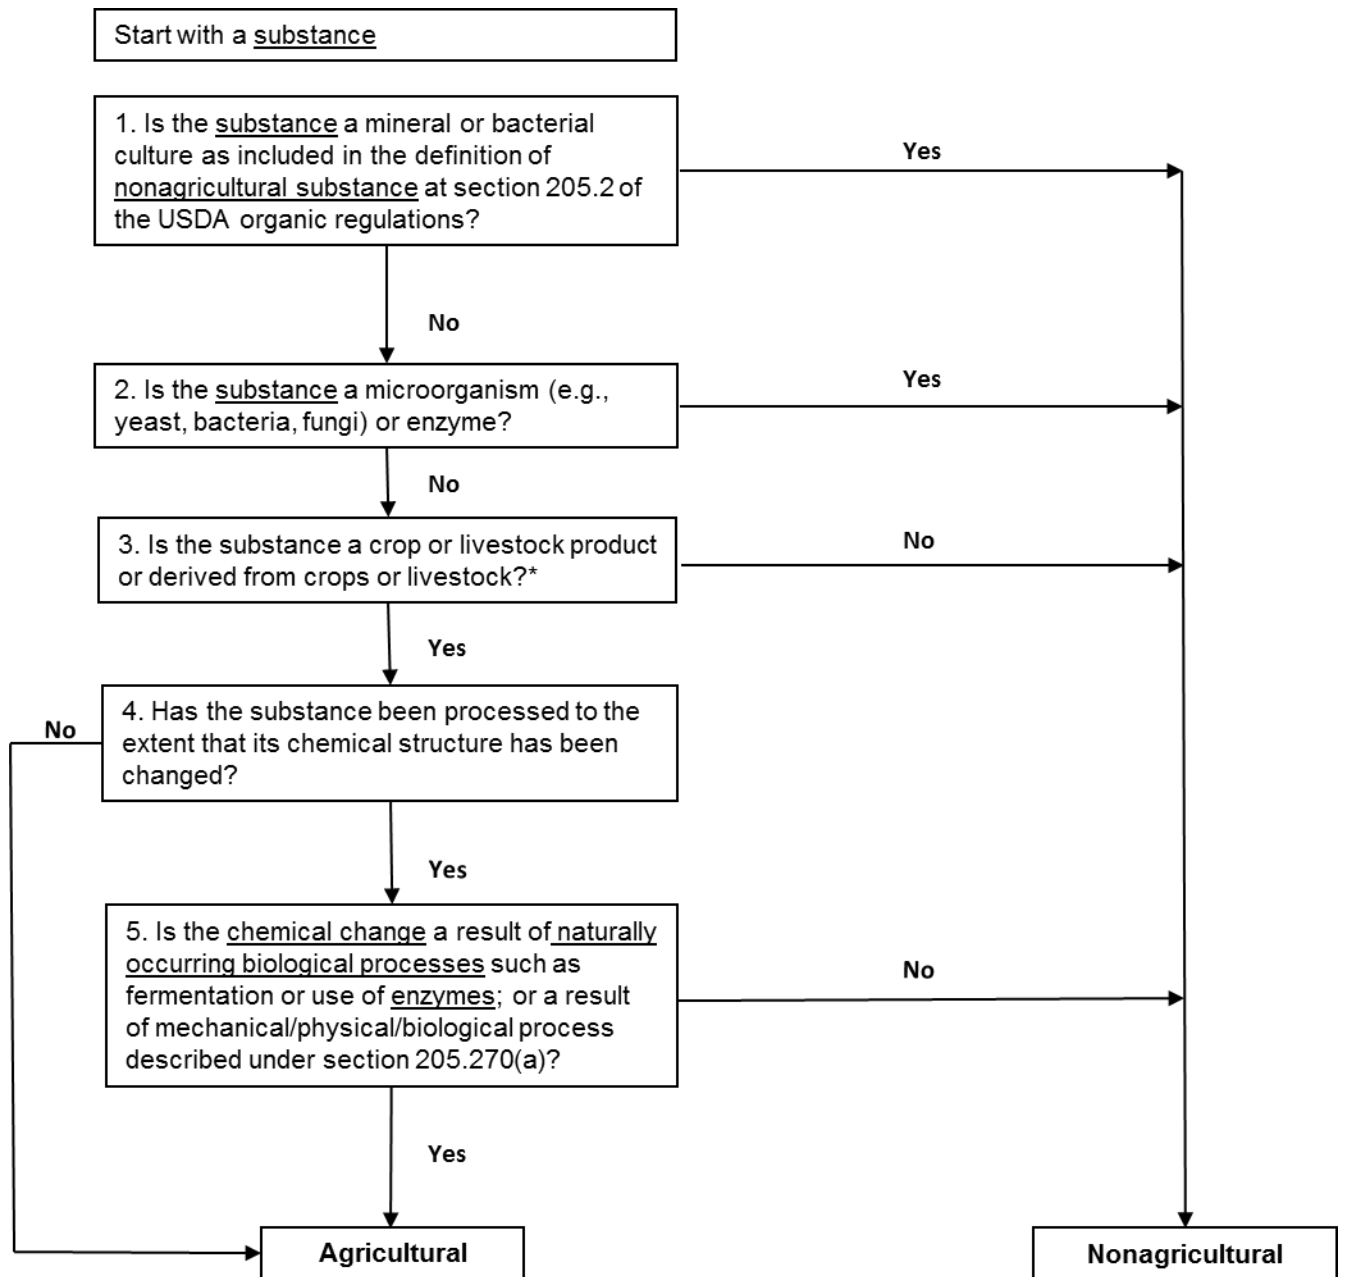 Start with a substance
1. Is the substance a mineral or bacterial
culture as included in the definition of
nonagricultural substance at section 205.2 of
the USDA organic regulations?
Yes
No
2. Is the substance a microorganism (e.g.,
yeast, bacteria, fungi) or enzyme?
Yes
No
3. Is the substance a crop or livestock product
or derived from crops or livestock?*
No
Yes
4. Has the substance been processed to the
extent that its chemical structure has been
changed?
No
Yes
5. Is the chemical change a result of naturally
occurring biological processes such as
fermentation or use of enzymes; or a result
of mechanical/physical/biological process
described under section 205.270(a)?
No
Yes
Agricultural
Nonagricultural